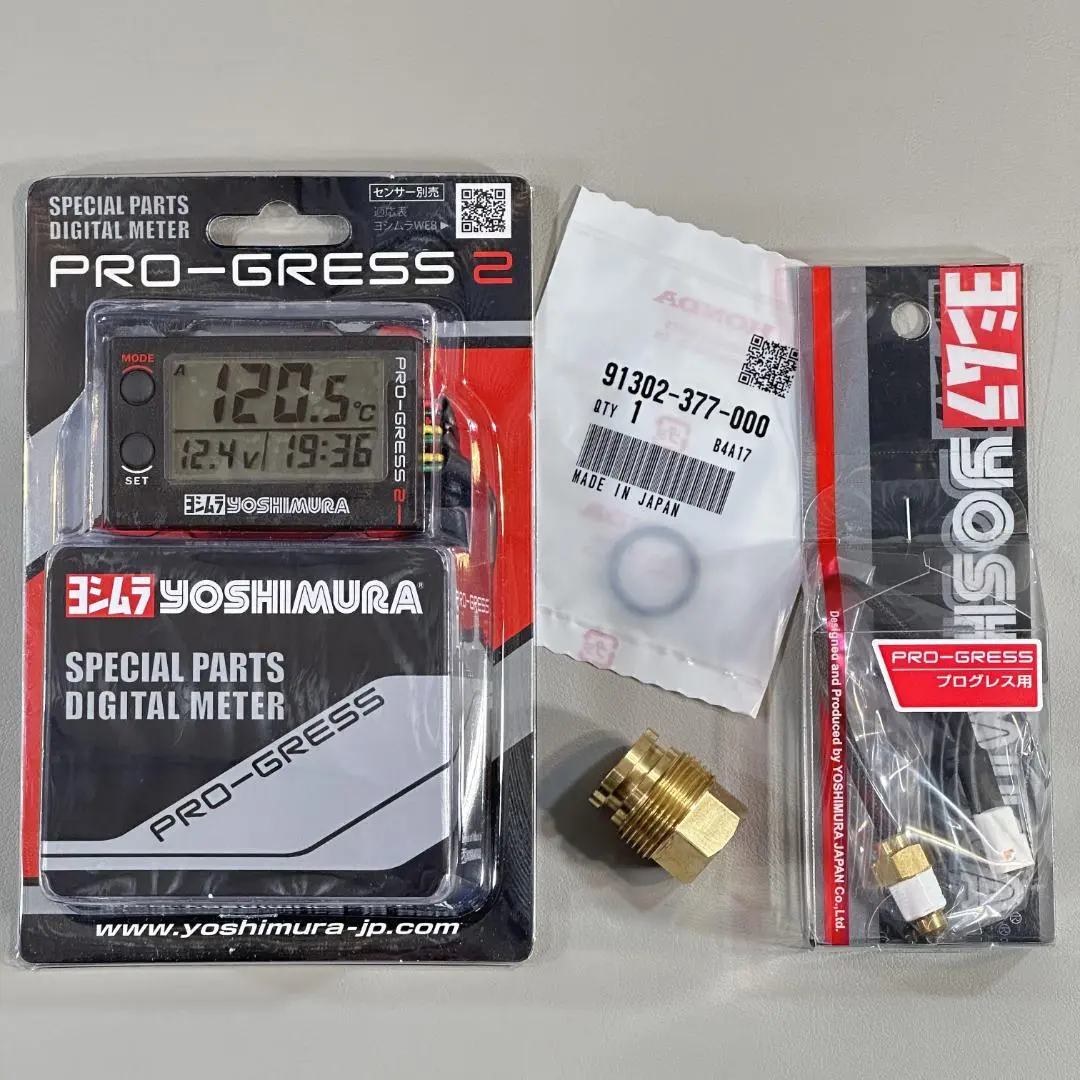 SPECIAL PARTS
DIGITAL METER
センサー別売
適応表
ヨシムラWEB▶
PRO-GRESS 2
MODE
A
120.5℃
12.4V 19:36
SET
PRO-GRESS 2
ヨシムラ YOSHIMURA
ヨシムラ YOSHIMURA®
SPECIAL PARTS
DIGITAL METER
PRO-GRESS
PRO-GRESS
www.yoshimura-jp.com
HONDA
91302-377-000
QTY 1
B4A17
MADE IN JAPAN
ヨシムラ
YOSHIM
PRO-GRESS
プログレス用
Designed and Produced by YOSHIMURA JAPAN Co.,Ltd.